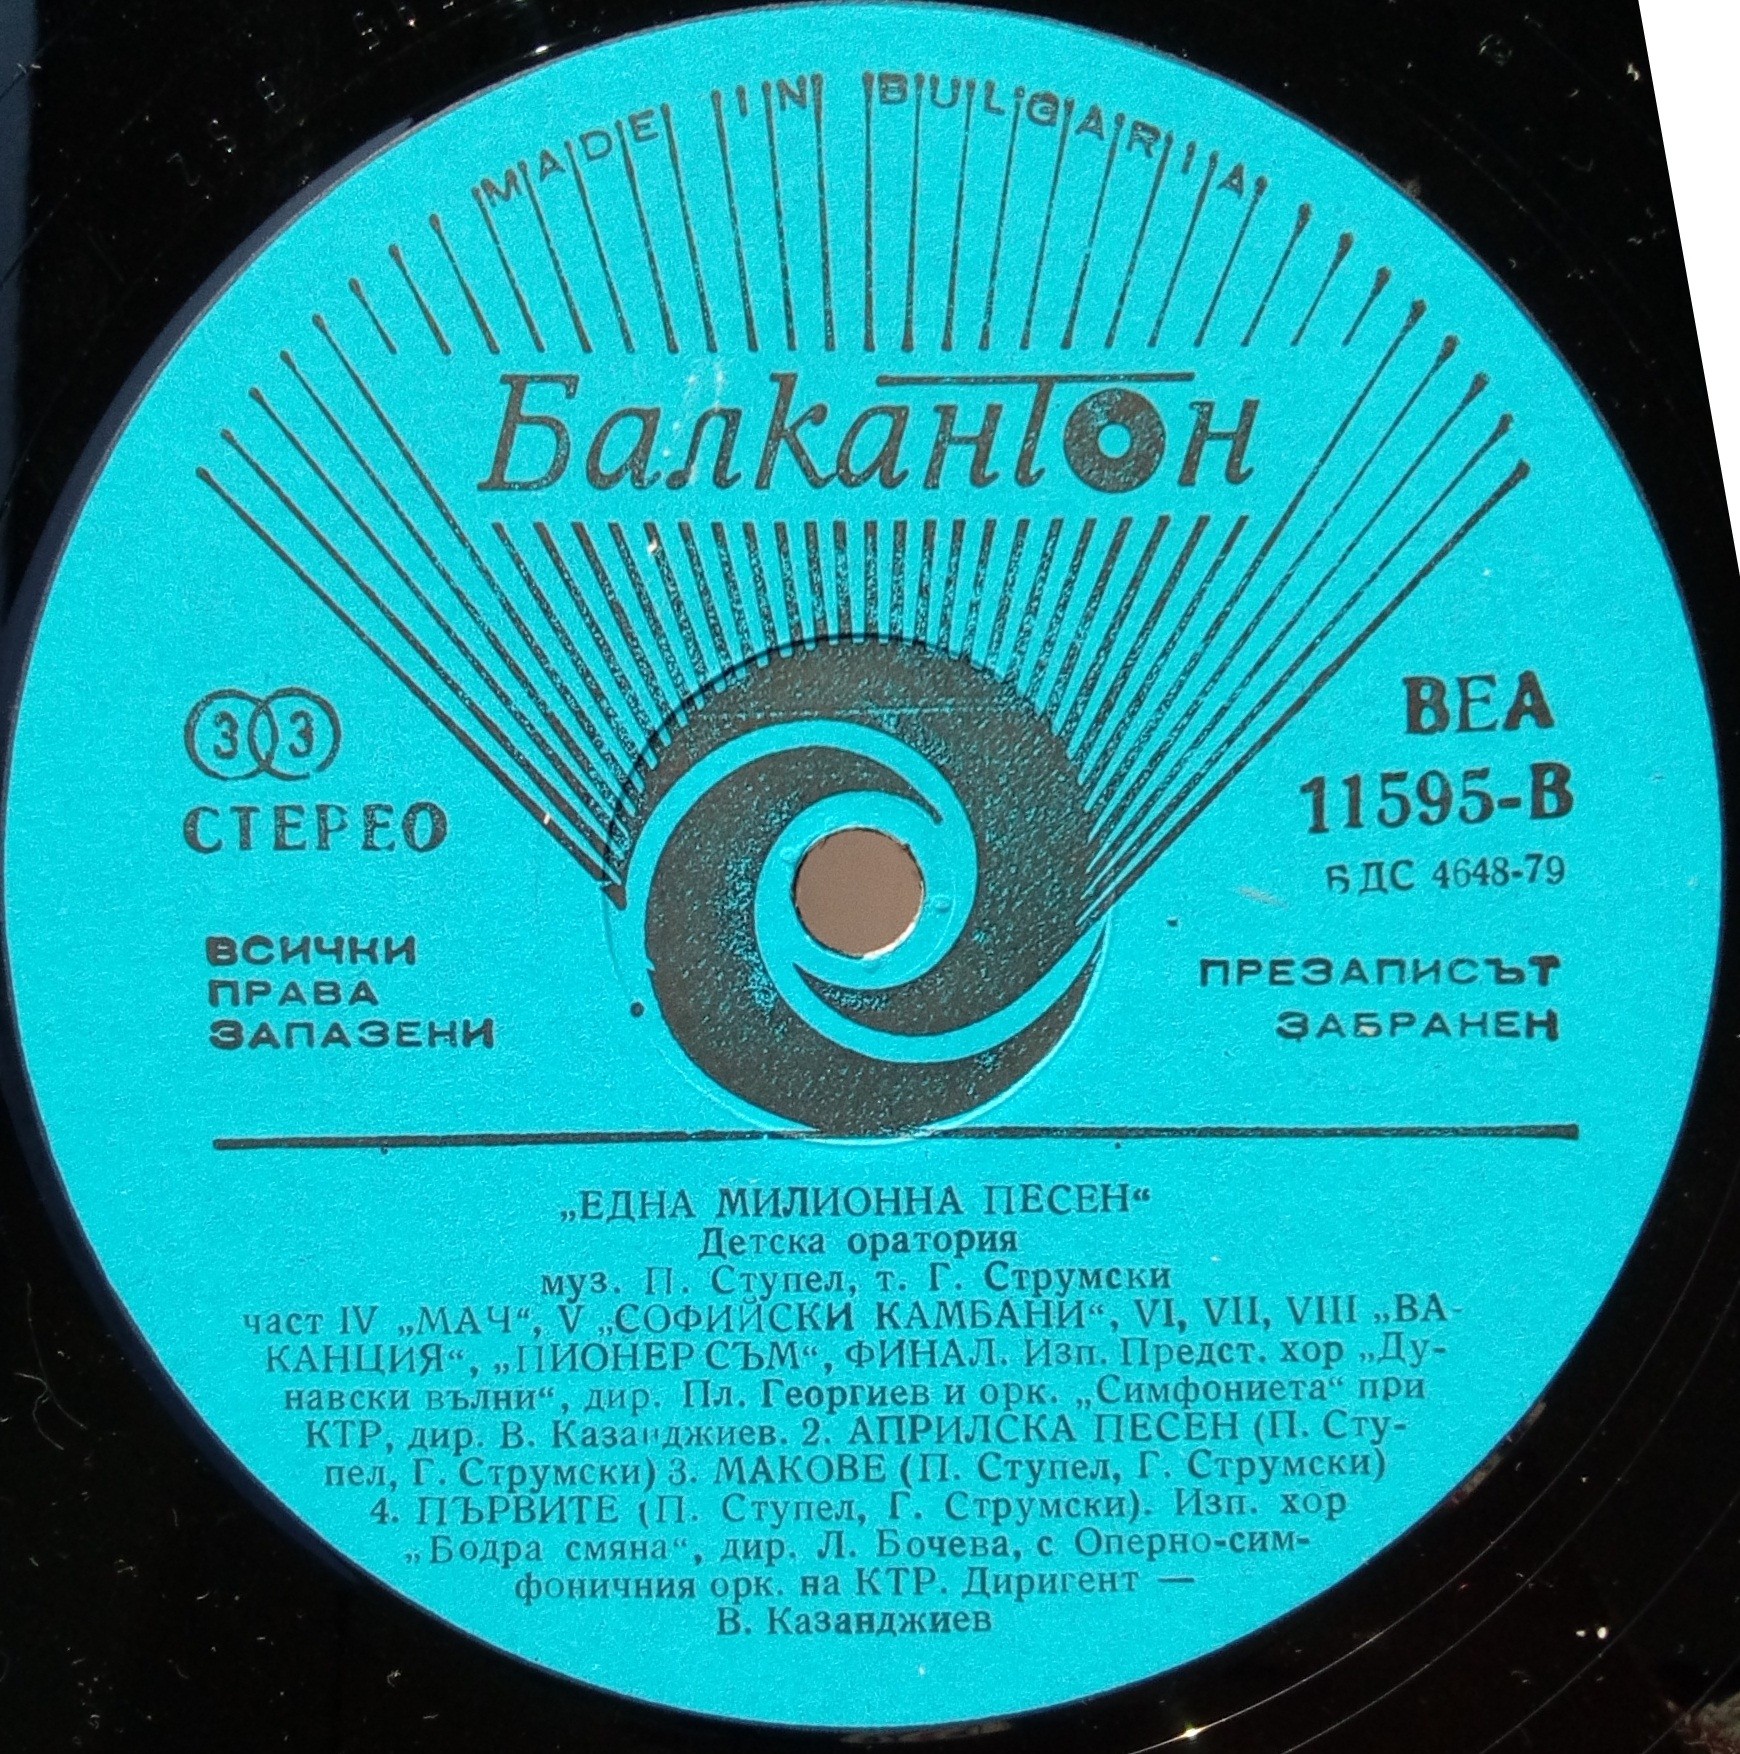 MADE IN BULGARIA
Балкантон
33
СТЕРЕО
ВЕА
11595-В
БДС 4648-79
ВСИЧКИ
ПРАВА
ЗАПАЗЕНИ
ПРЕЗАПИСЪТ
ЗАБРАНЕН
„ЕДНА МИЛИОННА ПЕСЕН“
Детска оратория
муз. П. Ступел, т. Г. Струмски
част IV „МАЧ“, V „СОФИЙСКИ КАМБАНИ“, VI, VII, VIII „ВА-
КАНЦИЯ“, „ПИОНЕР СЪМ“, ФИНАЛ. Изп. Предст. хор „Ду-
навски вълни“, дир. Пл. Георгиев и орк. „Симфониета“ при
КТР, дир. В. Казанджиев. 2. АПРИЛСКА ПЕСЕН (П. Сту-
пел, Г. Струмски) 3. МАКОВЕ (П. Ступел, Г. Струмски)
4. ПЪРВИТЕ (П. Ступел, Г. Струмски). Изп. хор
„Бодра смяна“, дир. Л. Бочева, с Оперно-сим-
фоничния орк. на КТР. Диригент —
В. Казанджиев